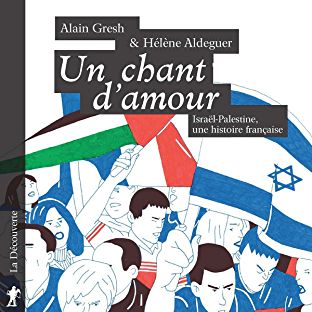 Alain Gresh
& Hélène Aldeguer
Un chant
d'amour
Israël-Palestine,
une histoire française
La Découverte